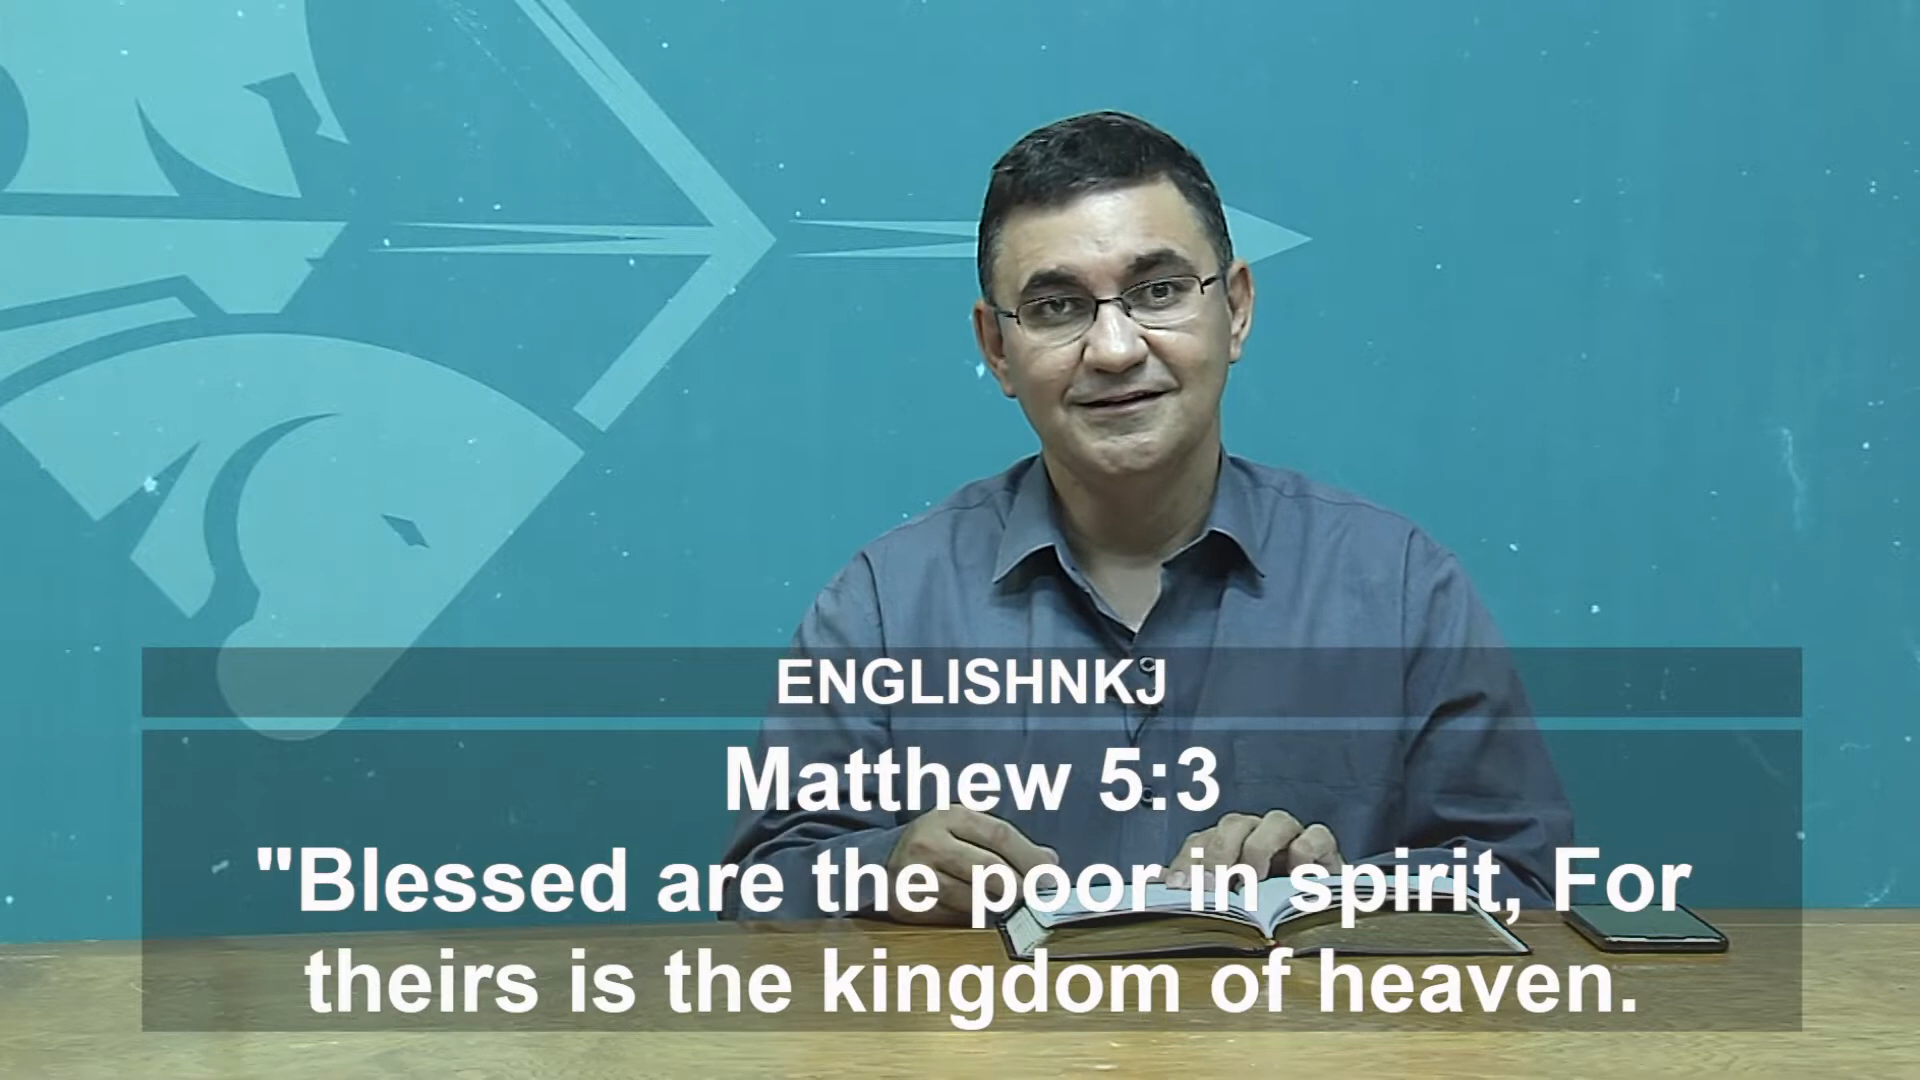 ENGLISHNKJ
Matthew 5:3
"Blessed are the poor in spirit, For
theirs is the kingdom of heaven.